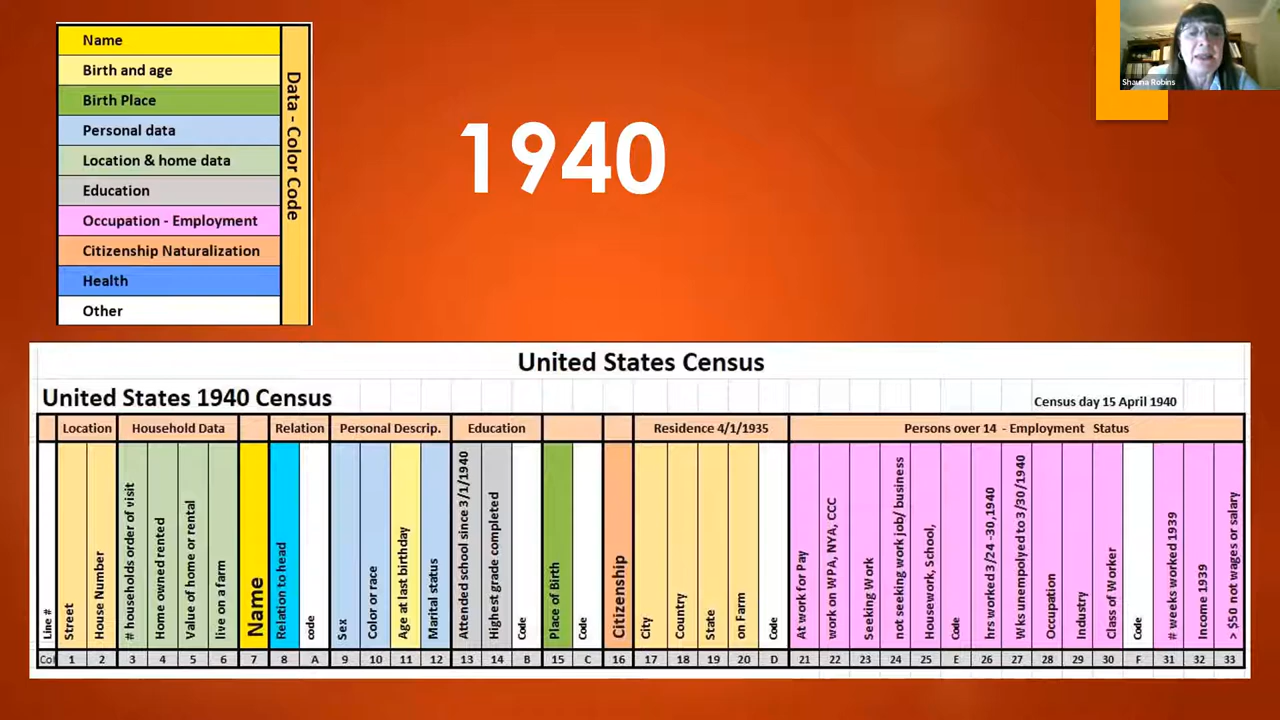 Name
Birth and age
Birth Place
Personal data
Location & home data
Education
Occupation - Employment
Citizenship Naturalization
Health
Other
Data - Color Code
1940
Shauna Robins
United States Census
United States 1940 Census
Census day 15 April 1940
Location Household Data Relation Personal Descrip. Education Residence 4/1/1935 Persons over 14 - Employment Status
Line #
Street
House Number
# households order of visit
Home owned rented
Value of home or rental
live on a farm
Name
Relation to head
code
Sex
Color or race
Age at last birthday
Marital status
Attended school since 3/1/1940
Highest grade completed
Code
Place of Birth
Code
Citizenship
City
Country
State
on Farm
Code
At work for Pay
work on WPA, NYA, CCC
Seeking Work
not seeking work job/ business
Housework, School,
Code
hrs worked 3/24 -30,1940
Wks unempolyed to 3/30/1940
Occupation
Industry
Class of Worker
Code
# weeks worked 1939
Income 1939
> $50 not wages or salary
Col 1 2 3 4 5 6 7 8 A 9 10 11 12 13 14 B 15 C 16 17 18 19 20 D 21 22 23 24 25 E 26 27 28 29 30 F 31 32 33